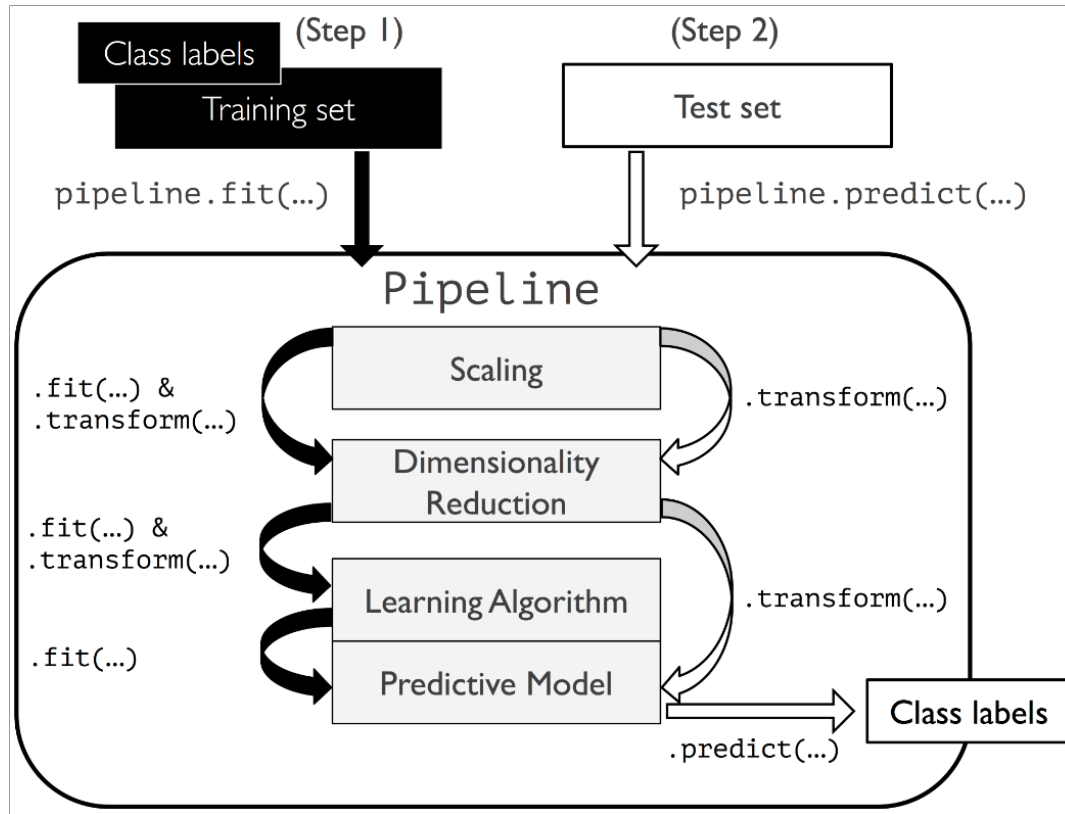 (Step 1)
(Step 2)
Class labels
Training set
Test set
pipeline.fit(…)
pipeline.predict(…)
Pipeline
Scaling
.fit(…) &
.transform(…)
.transform(…)
Dimensionality
Reduction
.fit(…) &
.transform(…)
Learning Algorithm
.transform(…)
.fit(…)
Predictive Model
Class labels
.predict(…)